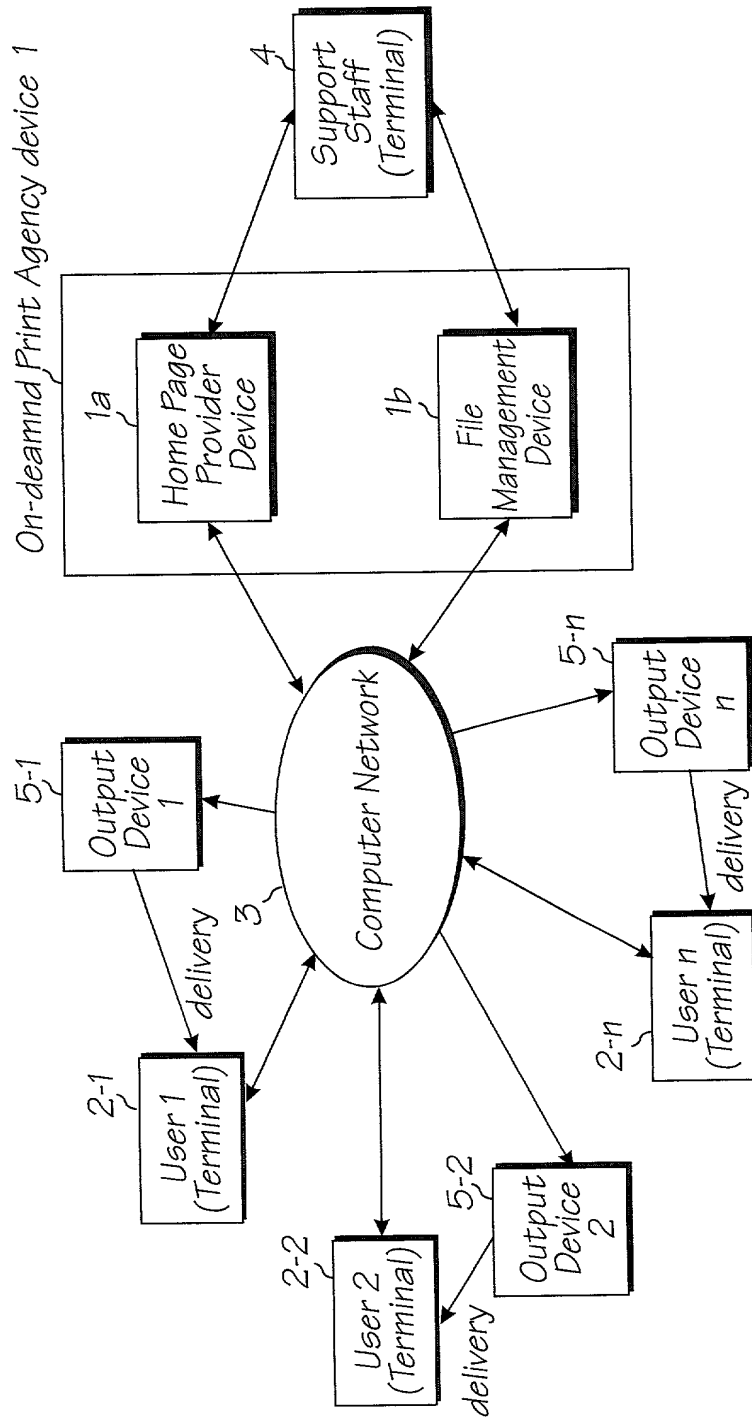 On-deamnd Print Agency device 1
4
Support
Staff
(Terminal)
1a
Home Page
Provider
Device
1b
File
Management
Device
5-1
Output
Device
1
3
Computer Network
5-n
Output
Device
n
delivery
delivery
2-1
User 1
(Terminal)
2-2
User 2
(Terminal)
delivery
5-2
Output
Device
2
2-n
User n
(Terminal)